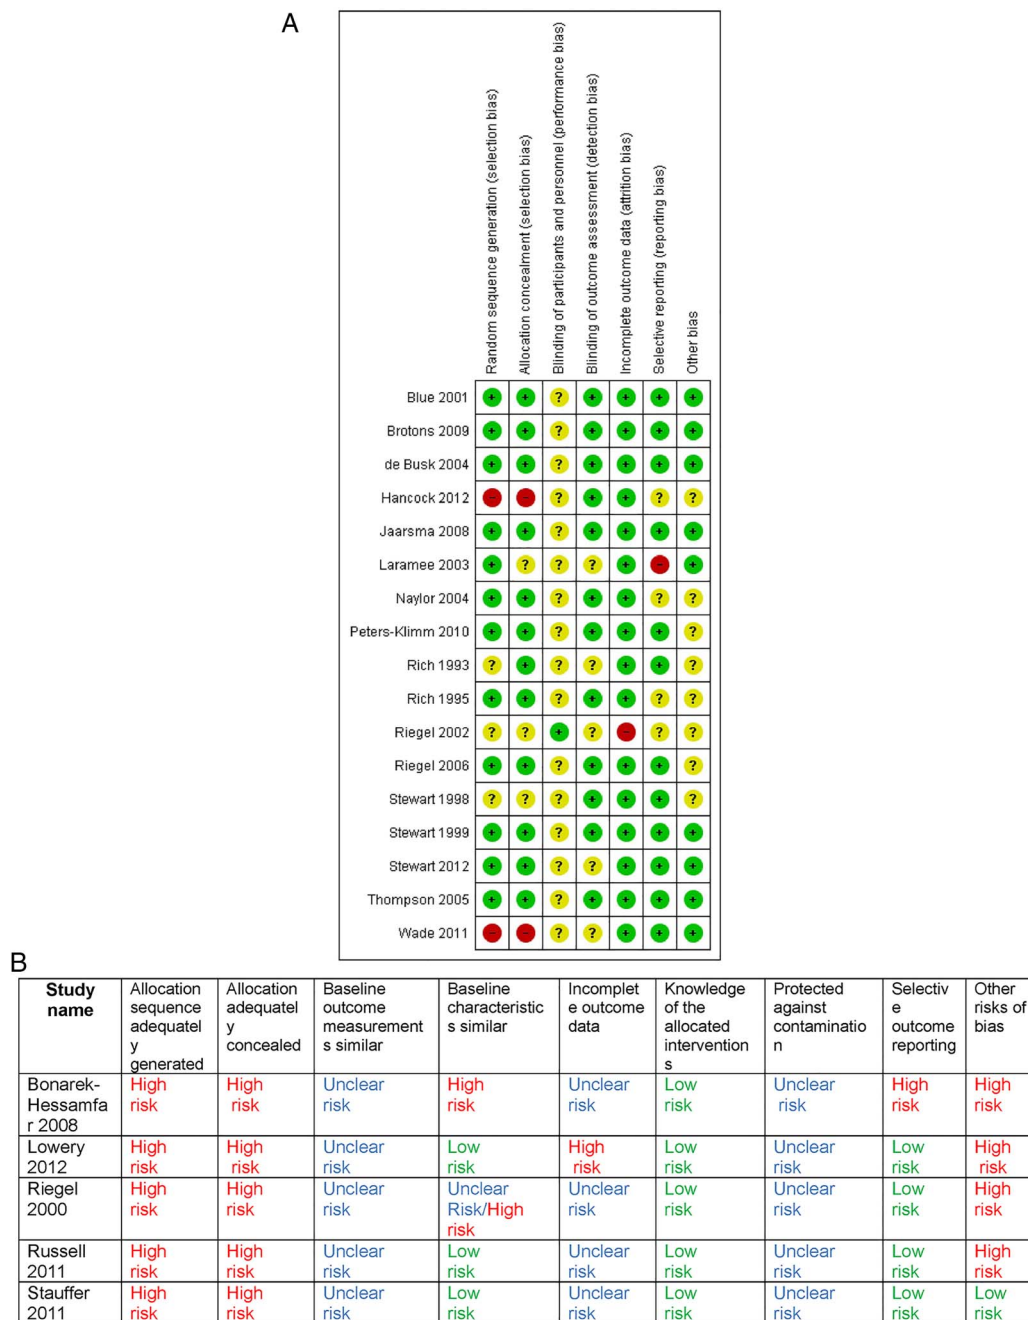 A
Random sequence generation (selection bias)
Allocation concealment (selection bias)
Blinding of participants and personnel (performance bias)
Blinding of outcome assessment (detection bias)
Incomplete outcome data (attrition bias)
Selective reporting (reporting bias)
Other bias
Blue 2001 + + ? + + + +
Brotons 2009 + + ? + + + +
de Busk 2004 + + ? + + + +
Hancock 2012 - - ? + + ? ?
Jaarsma 2008 + + ? + + + +
Laramee 2003 + ? ? ? + - +
Naylor 2004 + + ? + + ? ?
Peters-Klimm 2010 + + ? + + + ?
Rich 1993 ? + ? ? + + ?
Rich 1995 + + ? + + ? ?
Riegel 2002 ? ? + ? - ? ?
Riegel 2006 + + ? + + + ?
Stewart 1998 ? ? ? + + + ?
Stewart 1999 + + ? + + + +
Stewart 2012 + + ? ? + + +
Thompson 2005 + + ? + + + +
Wade 2011 - - ? ? + + +
B
Study
name
Allocation
sequence
adequatel
y
generated
Allocation
adequatel
y
concealed
Baseline
outcome
measurement
s similar
Baseline
characteristic
s similar
Incomplet
e outcome
data
Knowledge
of the
allocated
intervention
s
Protected
against
contaminatio
n
Selectiv
e
outcome
reporting
Other
risks of
bias
Bonarek-
Hessamfa
r 2008
High
risk
High
risk
Unclear
risk
High
risk
Unclear
risk
Low
risk
Unclear
risk
High
risk
High
risk
Lowery
2012
High
risk
High
risk
Unclear
risk
Low
risk
High
risk
Low
risk
Unclear
risk
Low
risk
High
risk
Riegel
2000
High
risk
High
risk
Unclear
risk
Unclear
Risk/High
risk
Unclear
risk
Low
risk
Unclear
risk
Low
risk
High
risk
Russell
2011
High
risk
High
risk
Unclear
risk
Low
risk
Unclear
risk
Low
risk
Unclear
risk
Low
risk
High
risk
Stauffer
2011
High
risk
High
risk
Unclear
risk
Low
risk
Unclear
risk
Low
risk
Unclear
risk
Low
risk
Low
risk